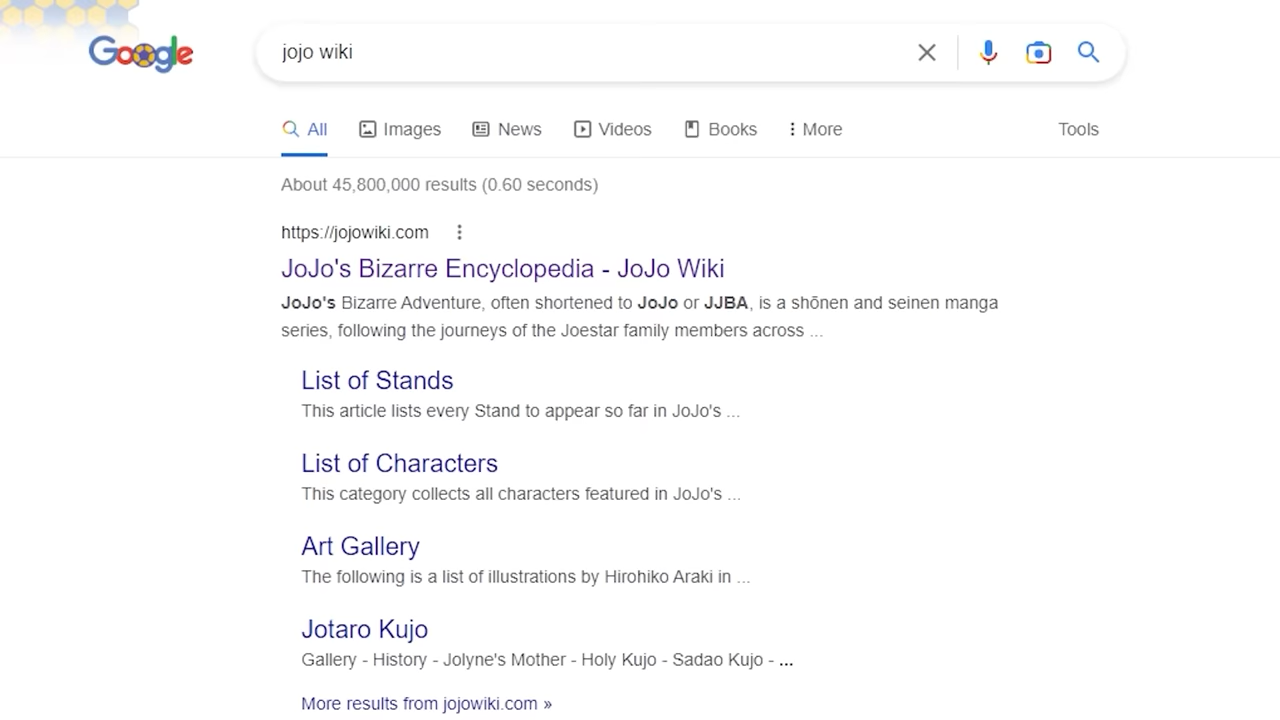 Google
jojo wiki
All Images News Videos Books More Tools
About 45,800,000 results (0.60 seconds)
https://jojowiki.com
JoJo's Bizarre Encyclopedia - JoJo Wiki
JoJo's Bizarre Adventure, often shortened to JoJo or JJBA, is a shōnen and seinen manga
series, following the journeys of the Joestar family members across ...
List of Stands
This article lists every Stand to appear so far in JoJo's ...
List of Characters
This category collects all characters featured in JoJo's ...
Art Gallery
The following is a list of illustrations by Hirohiko Araki in ...
Jotaro Kujo
Gallery - History - Jolyne's Mother - Holy Kujo - Sadao Kujo - ...
More results from jojowiki.com »